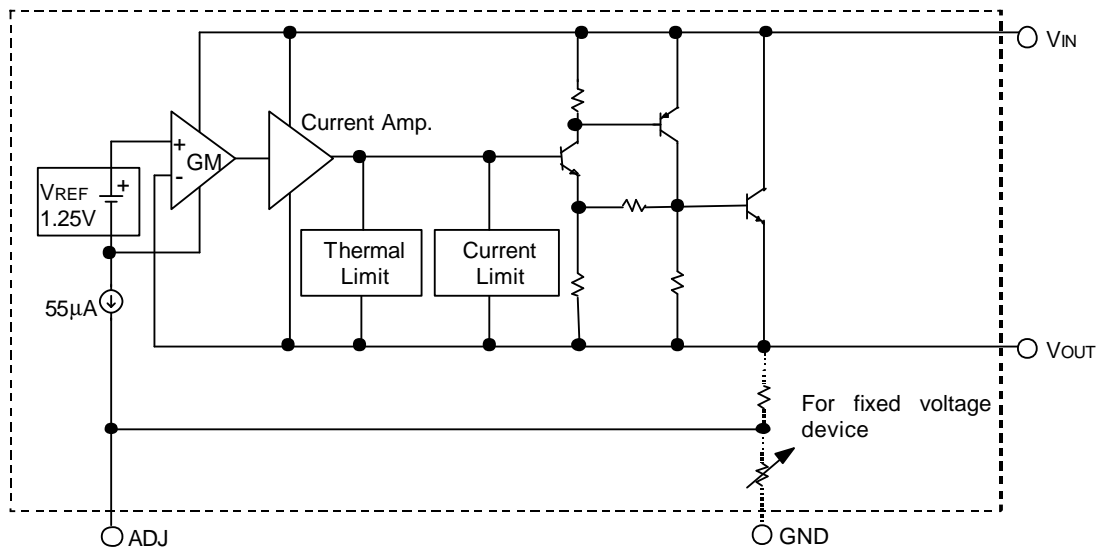 VIN
Current Amp.
+
GM
-
VREF
+
1.25V
Thermal
Limit
Current
Limit
55μA
VOUT
For fixed voltage
device
ADJ
GND